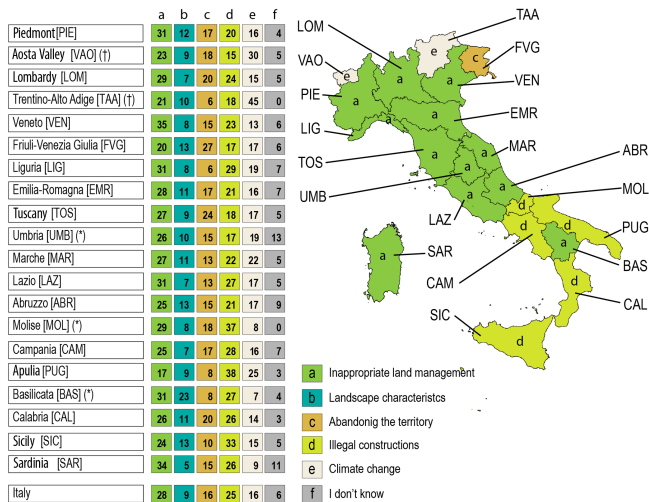 a b c d e f
Piedmont[PIE] 31 12 17 20 16 4
Aosta Valley [VAO] (†) 23 9 18 15 30 5
Lombardy [LOM] 29 7 20 24 15 5
Trentino-Alto Adige [TAA] (†) 21 10 6 18 45 0
Veneto [VEN] 35 8 15 23 13 6
Friuli-Venezia Giulia [FVG] 20 13 27 17 17 6
Liguria [LIG] 31 8 6 29 19 7
Emilia-Romagna [EMR] 28 11 17 21 16 7
Tuscany [TOS] 27 9 24 18 17 5
Umbria [UMB] (*) 26 10 15 17 19 13
Marche [MAR] 27 11 13 22 22 5
Lazio [LAZ] 31 7 13 27 17 5
Abruzzo [ABR] 25 13 15 21 17 9
Molise [MOL] (*) 29 8 18 37 8 0
Campania [CAM] 25 7 17 28 16 7
Apulia [PUG] 17 9 8 38 25 3
Basilicata [BAS] (*) 31 23 8 27 7 4
Calabria [CAL] 26 11 20 26 14 3
Sicily [SIC] 24 13 10 33 15 5
Sardinia [SAR] 34 5 15 26 9 11
Italy 28 9 16 25 16 6
TAA
LOM
e
FVG
c
VAO
e
a
a
VEN
PIE
a
a
EMR
LIG
a
MAR
TOS
a
a
ABR
a
UMB
a
a
MOL
LAZ
d
d
d
PUG
SAR
a
a
BAS
CAM
d
CAL
SIC
d
a Inappropriate land management
b Landscape characteristcs
c Abandonig the territory
d Illegal constructions
e Climate change
f I don't know